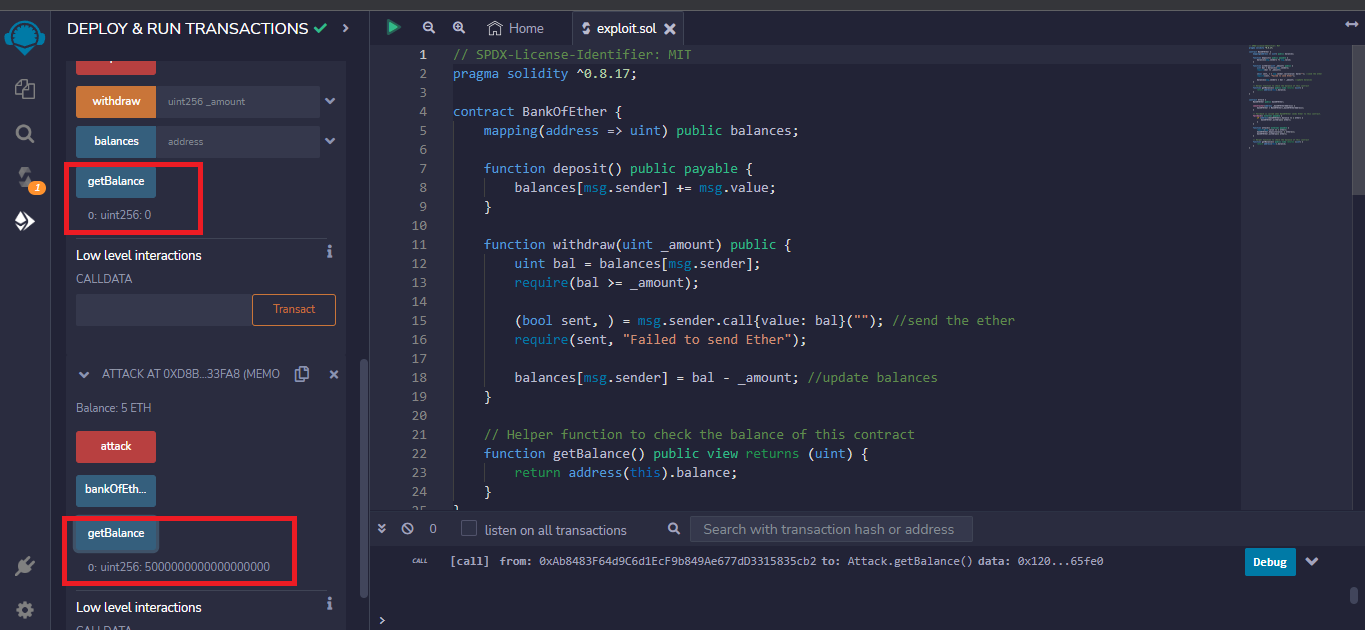 DEPLOY & RUN TRANSACTIONS
withdraw uint256 _amount
balances address
getBalance
0: uint256: 0
Low level interactions
CALLDATA
Transact
ATTACK AT 0XD8B...33FA8 (MEMO
Balance: 5 ETH
attack
bankOfEth...
getBalance
0: uint256: 5000000000000000000
Low level interactions
CALLDATA
1
Home
exploit.sol
1 // SPDX-License-Identifier: MIT
2 pragma solidity ^0.8.17;
3
4 contract BankOfEther {
5 mapping(address => uint) public balances;
6
7 function deposit() public payable {
8 balances[msg.sender] += msg.value;
9 }
10
11 function withdraw(uint _amount) public {
12 uint bal = balances[msg.sender];
13 require(bal >= _amount);
14
15 (bool sent, ) = msg.sender.call{value: bal}(""); //send the ether
16 require(sent, "Failed to send Ether");
17
18 balances[msg.sender] = bal - _amount; //update balances
19 }
20
21 // Helper function to check the balance of this contract
22 function getBalance() public view returns (uint) {
23 return address(this).balance;
24 }
25 }
0
listen on all transactions
Search with transaction hash or address
CALL [call] from: 0xAb8483F64d9C6d1EcF9b849Ae677dD3315835cb2 to: Attack.getBalance() data: 0x120...65fe0
Debug
>